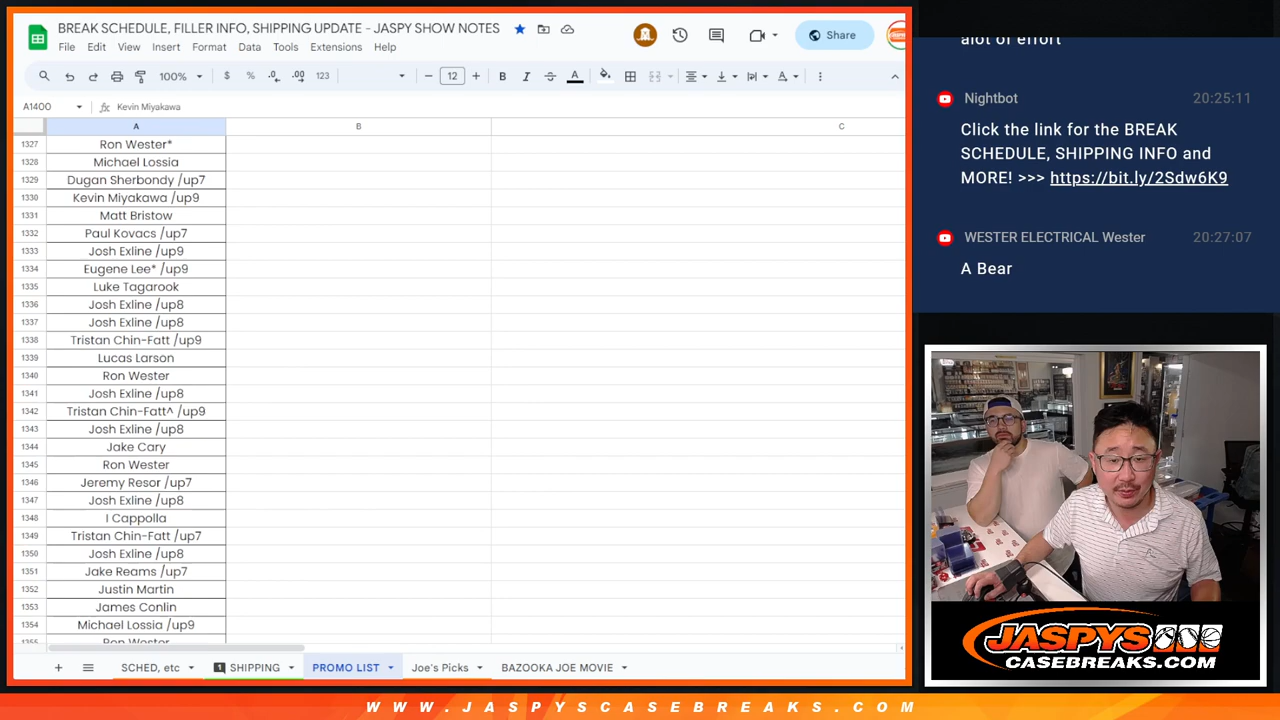 BREAK SCHEDULE, FILLER INFO, SHIPPING UPDATE - JASPY SHOW NOTES
File Edit View Insert Format Data Tools Extensions Help
Share
100% $ % .0 .00 123 12 B I S A
A1400 fx Kevin Miyakawa
A B C
1327 Ron Wester*
1328 Michael Lossia
1329 Dugan Sherbondy /up7
1330 Kevin Miyakawa /up9
1331 Matt Bristow
1332 Paul Kovacs /up7
1333 Josh Exline /up9
1334 Eugene Lee* /up9
1335 Luke Tagarook
1336 Josh Exline /up8
1337 Josh Exline /up8
1338 Tristan Chin-Fatt /up9
1339 Lucas Larson
1340 Ron Wester
1341 Josh Exline /up8
1342 Tristan Chin-Fatt^ /up9
1343 Josh Exline /up8
1344 Jake Cary
1345 Ron Wester
1346 Jeremy Resor /up7
1347 Josh Exline /up8
1348 I Cappolla
1349 Tristan Chin-Fatt /up7
1350 Josh Exline /up8
1351 Jake Reams /up7
1352 Justin Martin
1353 James Conlin
1354 Michael Lossia /up9
1355 Ron Wester
+ SCHED, etc 1 SHIPPING PROMO LIST Joe's Picks BAZOOKA JOE MOVIE
alot of effort
Nightbot 20:25:11
Click the link for the BREAK
SCHEDULE, SHIPPING INFO and
MORE! >>> https://bit.ly/2Sdw6K9
WESTER ELECTRICAL Wester 20:27:07
A Bear
JASPYS
CASEBREAKS.COM
WWW.JASPYSCASEBREAKS.COM